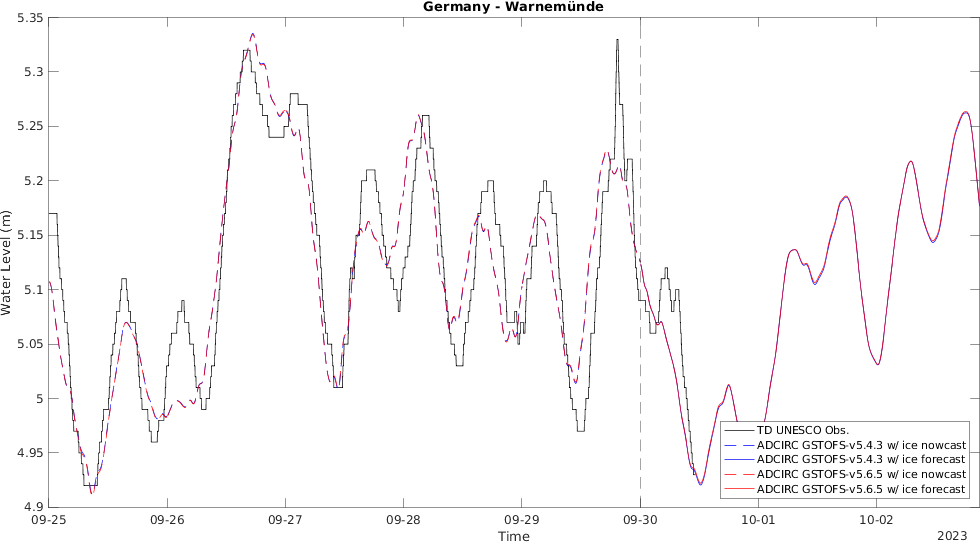 Germany - Warnemünde
5.35
5.3
5.25
5.2
5.15
5.1
5.05
5
4.95
4.9
Water Level (m)
TD UNESCO Obs.
ADCIRC GSTOFS-v5.4.3 w/ ice nowcast
ADCIRC GSTOFS-v5.4.3 w/ ice forecast
ADCIRC GSTOFS-v5.6.5 w/ ice nowcast
ADCIRC GSTOFS-v5.6.5 w/ ice forecast
09-25 09-26 09-27 09-28 09-29 09-30 10-01 10-02
Time
2023